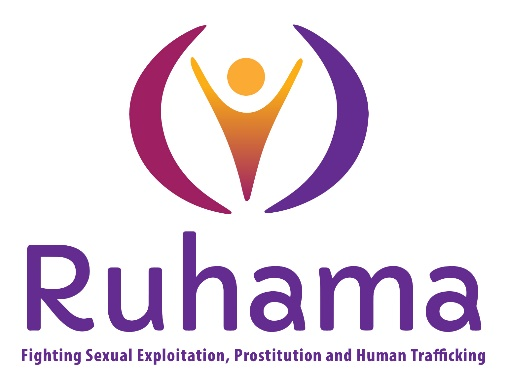 Ruhama
Fighting Sexual Exploitation, Prostitution and Human Trafficking